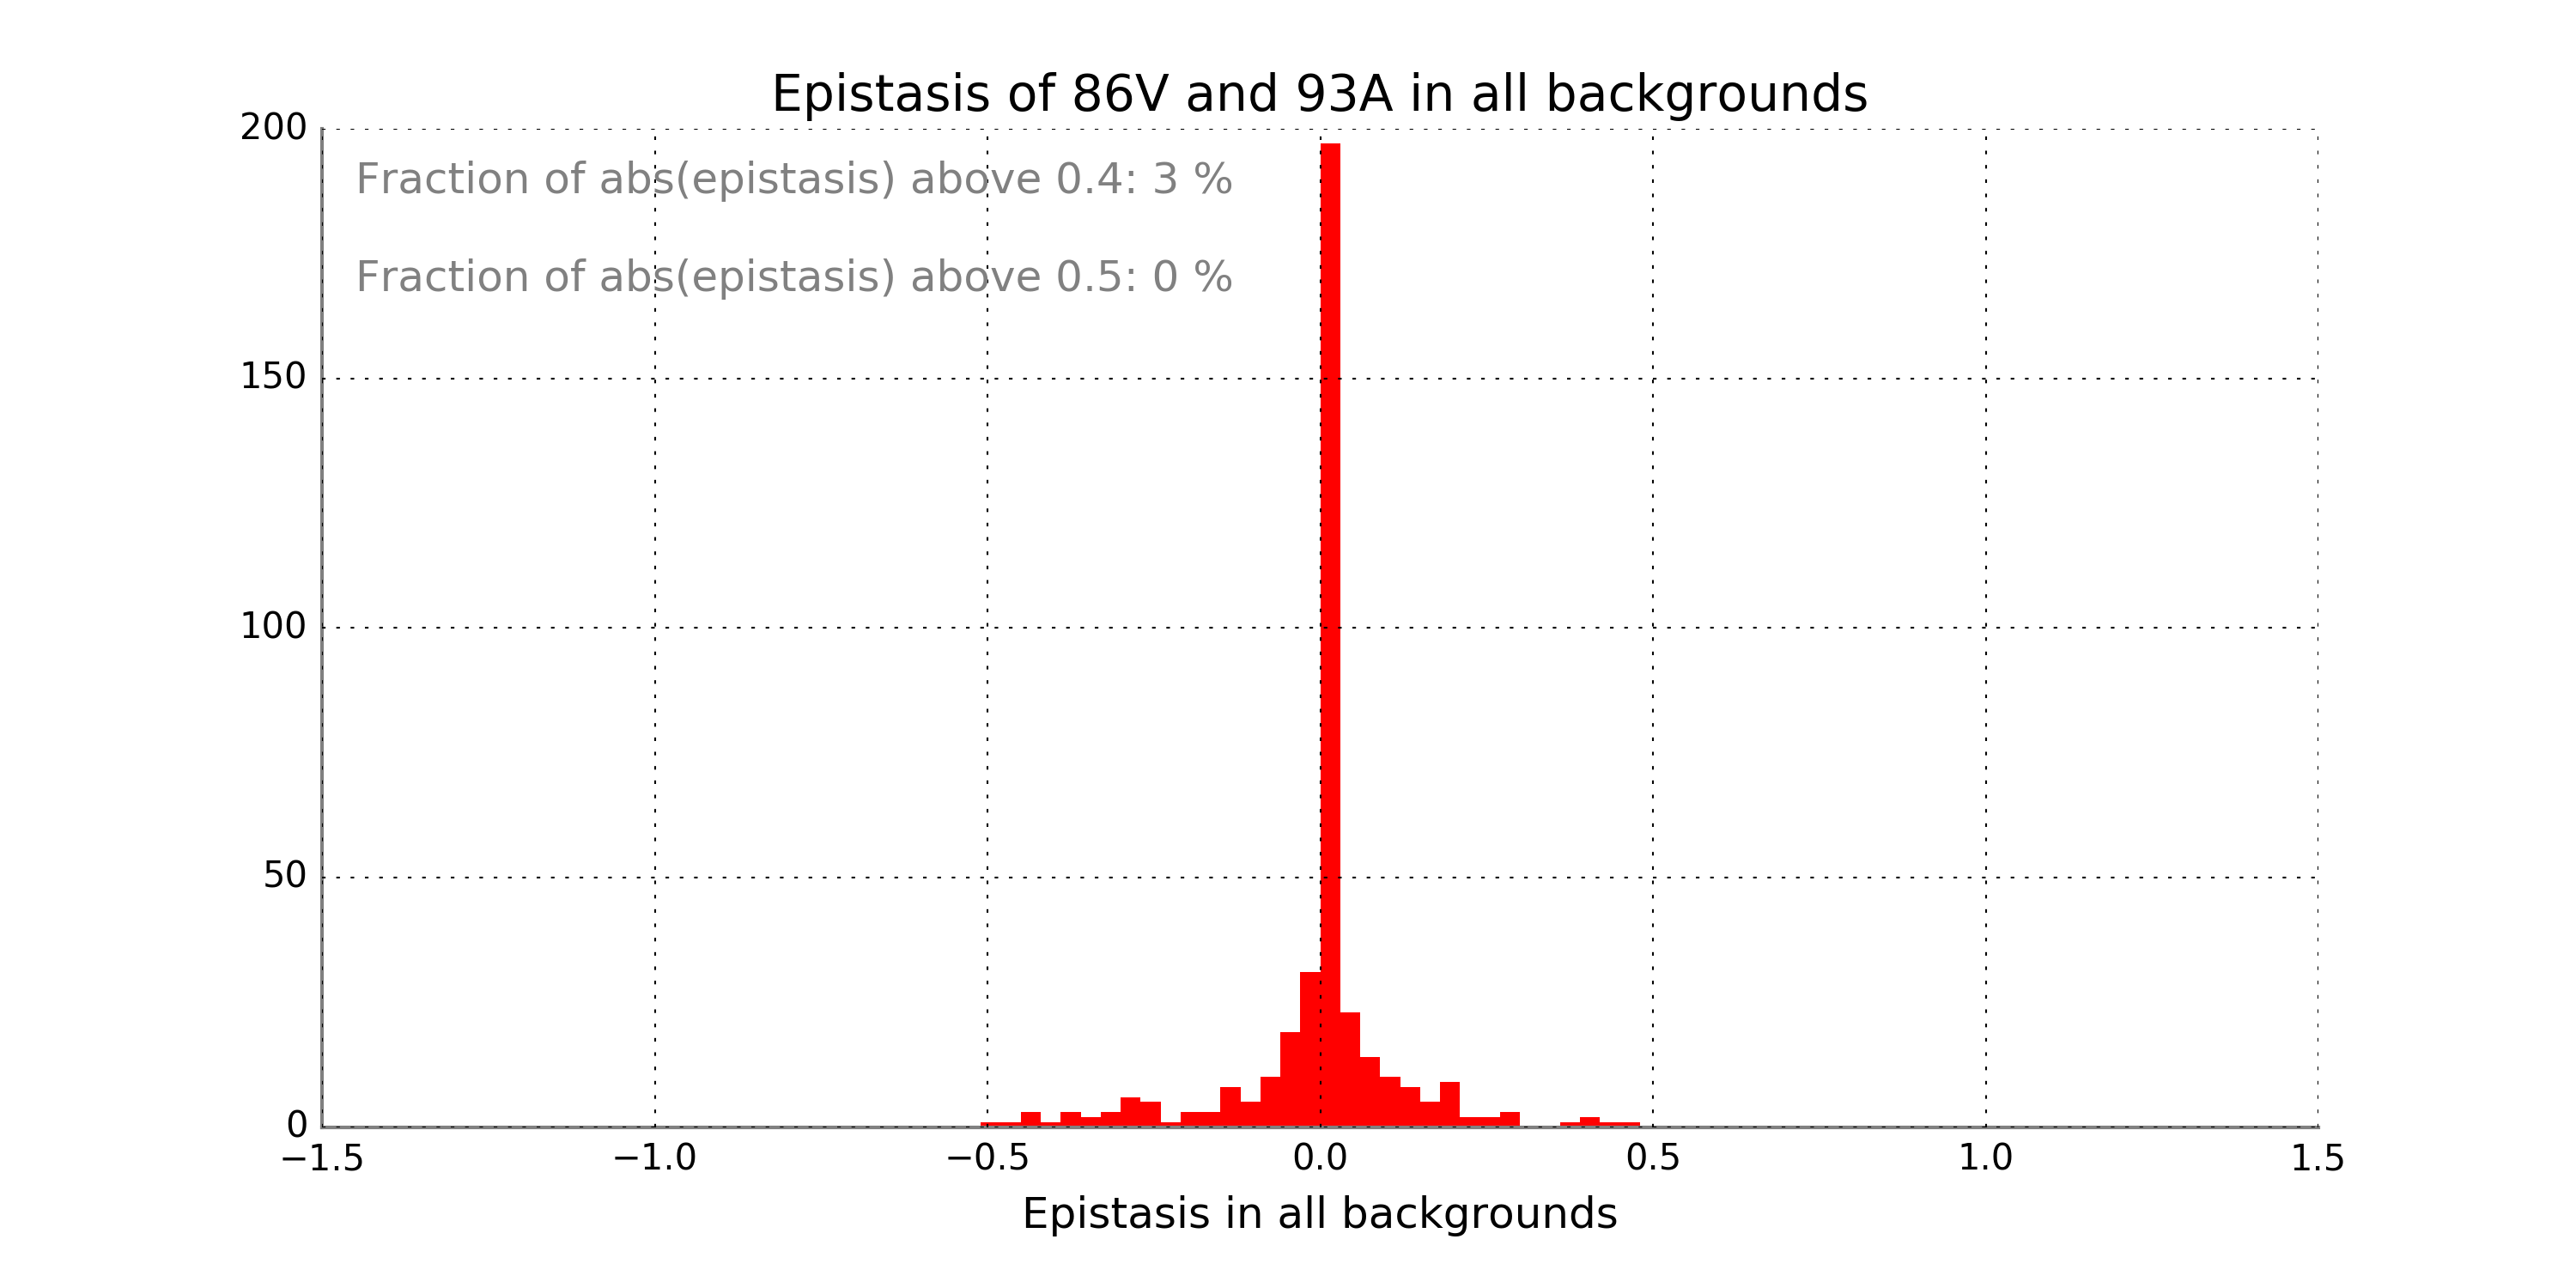 Epistasis of 86V and 93A in all backgrounds
200
Fraction of abs(epistasis) above 0.4: 3 %
Fraction of abs(epistasis) above 0.5: 0 %
150
100
50
0
−1.5 −1.0 −0.5 0.0 0.5 1.0 1.5
Epistasis in all backgrounds